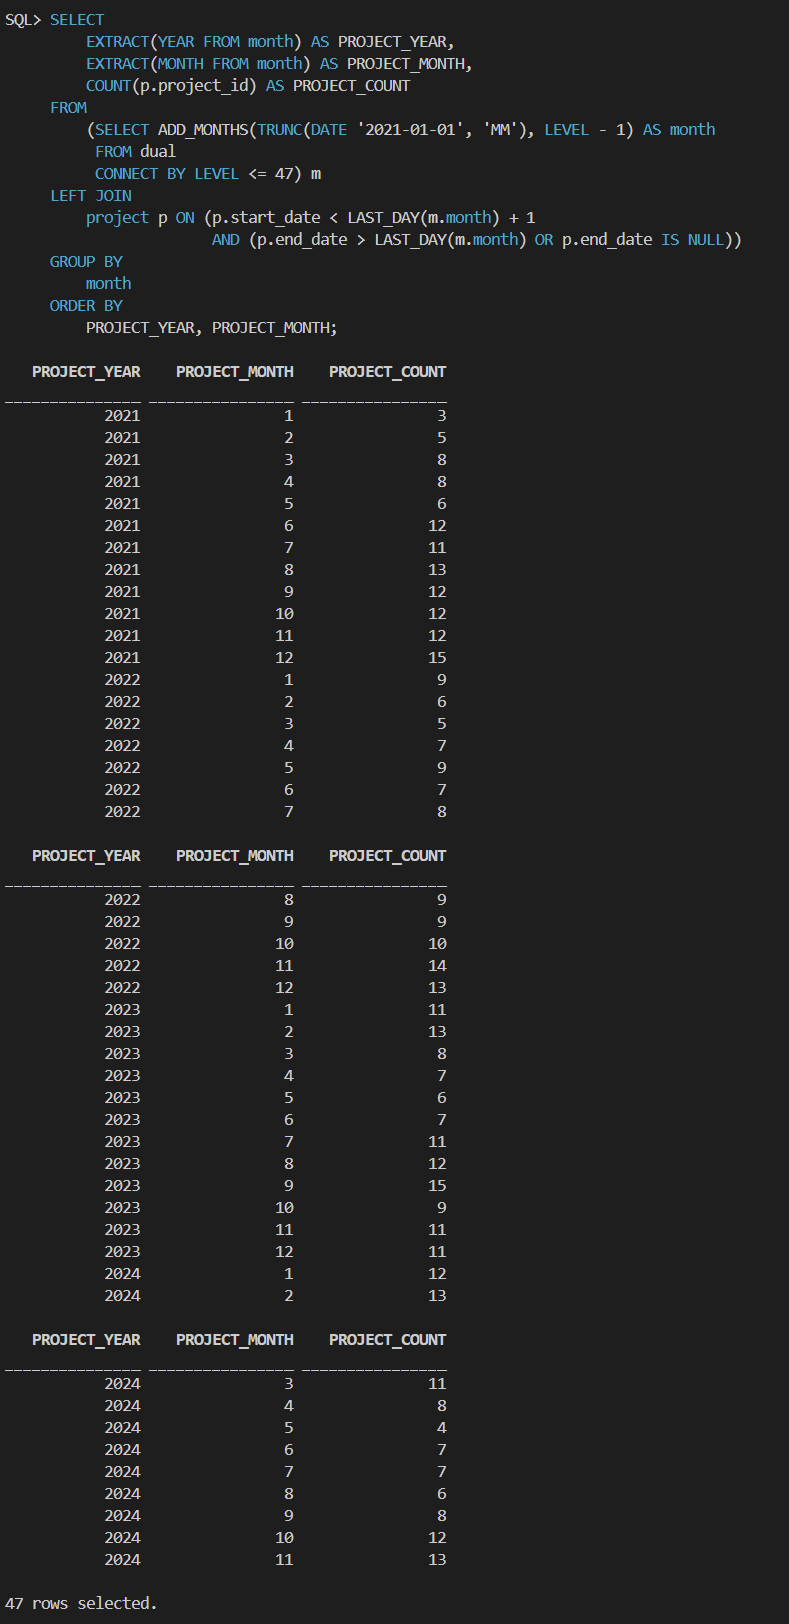 SQL> SELECT
         EXTRACT(YEAR FROM month) AS PROJECT_YEAR,
         EXTRACT(MONTH FROM month) AS PROJECT_MONTH,
         COUNT(p.project_id) AS PROJECT_COUNT
     FROM
         (SELECT ADD_MONTHS(TRUNC(DATE '2021-01-01', 'MM'), LEVEL - 1) AS month
          FROM dual
          CONNECT BY LEVEL <= 47) m
     LEFT JOIN
         project p ON (p.start_date < LAST_DAY(m.month) + 1
                       AND (p.end_date > LAST_DAY(m.month) OR p.end_date IS NULL))
     GROUP BY
         month
     ORDER BY
         PROJECT_YEAR, PROJECT_MONTH;

   PROJECT_YEAR    PROJECT_MONTH    PROJECT_COUNT
_______________ ________________ ________________
           2021                1                3
           2021                2                5
           2021                3                8
           2021                4                8
           2021                5                6
           2021                6               12
           2021                7               11
           2021                8               13
           2021                9               12
           2021               10               12
           2021               11               12
           2021               12               15
           2022                1                9
           2022                2                6
           2022                3                5
           2022                4                7
           2022                5                9
           2022                6                7
           2022                7                8

   PROJECT_YEAR    PROJECT_MONTH    PROJECT_COUNT
_______________ ________________ ________________
           2022                8                9
           2022                9                9
           2022               10               10
           2022               11               14
           2022               12               13
           2023                1               11
           2023                2               13
           2023                3                8
           2023                4                7
           2023                5                6
           2023                6                7
           2023                7               11
           2023                8               12
           2023                9               15
           2023               10                9
           2023               11               11
           2023               12               11
           2024                1               12
           2024                2               13

   PROJECT_YEAR    PROJECT_MONTH    PROJECT_COUNT
_______________ ________________ ________________
           2024                3               11
           2024                4                8
           2024                5                4
           2024                6                7
           2024                7                7
           2024                8                6
           2024                9                8
           2024               10               12
           2024               11               13

47 rows selected.